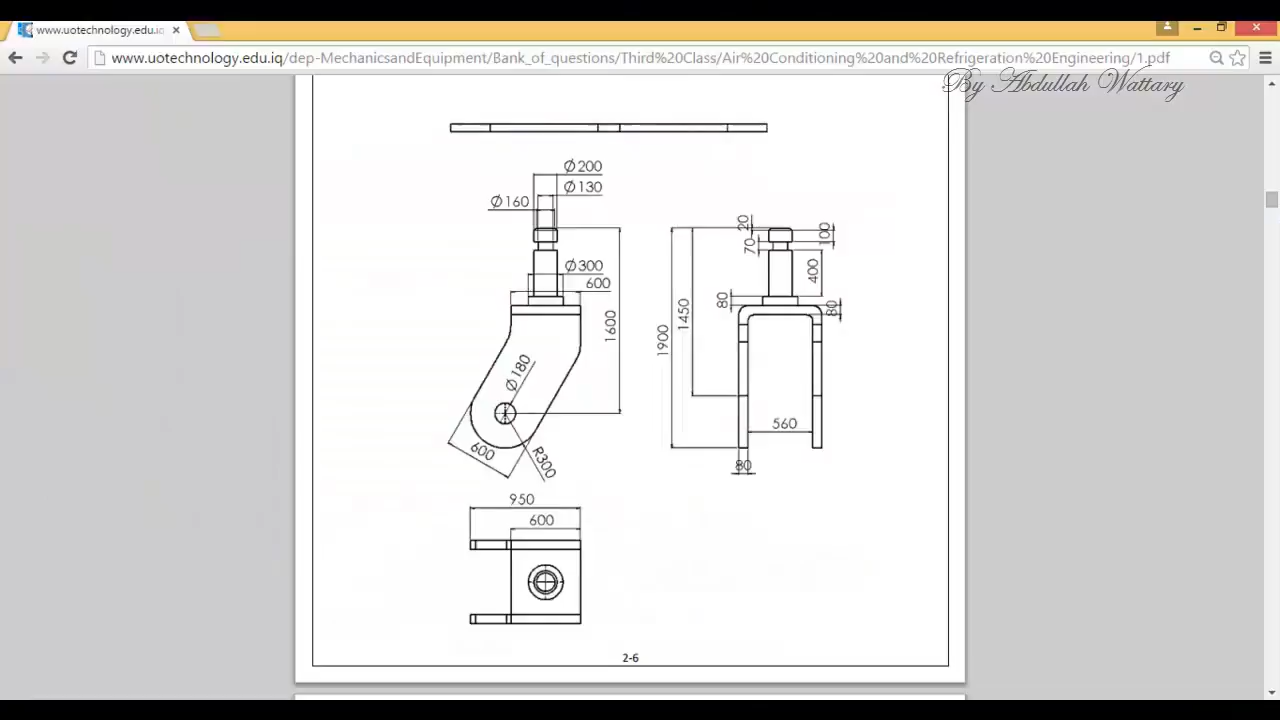 www.uotechnology.edu.iq
www.uotechnology.edu.iq/dep-MechanicsandEquipment/Bank_of_questions/Third%20Class/Air%20Conditioning%20and%20Refrigeration%20Engineering/1.pdf
By Abdullah Wattary
Ø200
Ø130
Ø160
Ø300
600
1600
Ø180
600
R300
20
100
70
400
80
80
1450
1900
560
80
950
600
2-6